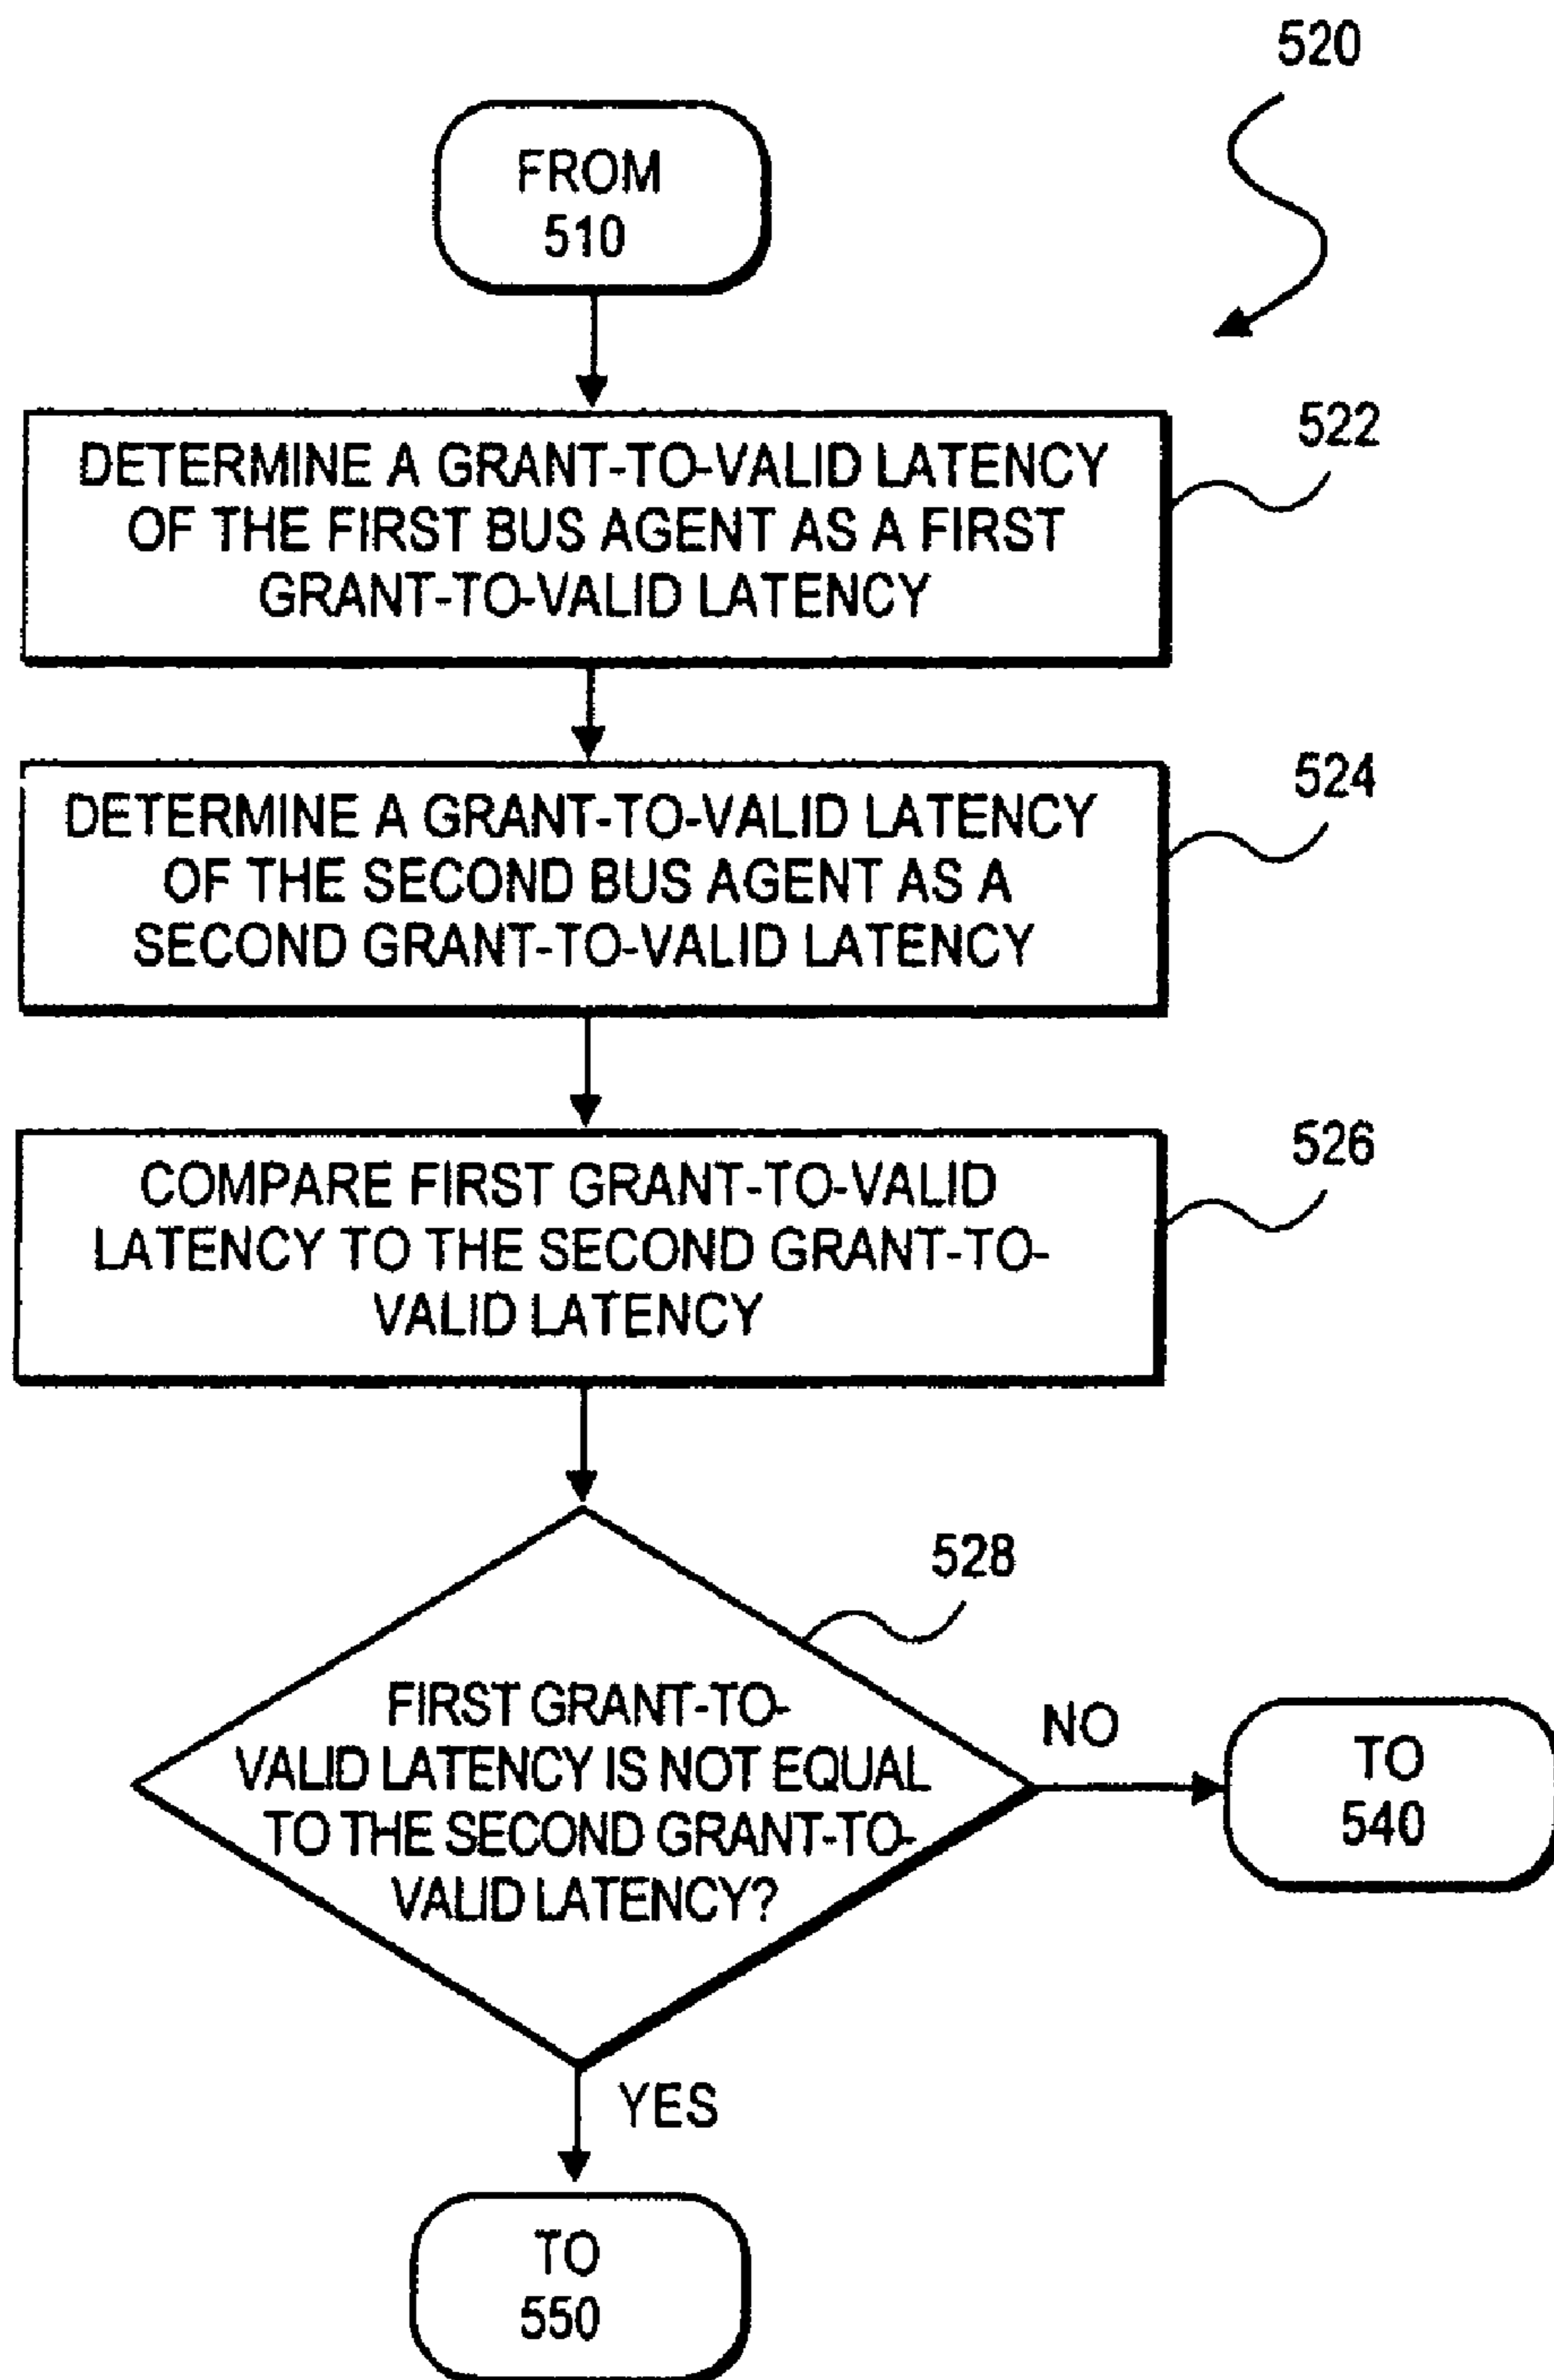 520
FROM
510
522
DETERMINE A GRANT-TO-VALID LATENCY
OF THE FIRST BUS AGENT AS A FIRST
GRANT-TO-VALID LATENCY
524
DETERMINE A GRANT-TO-VALID LATENCY
OF THE SECOND BUS AGENT AS A
SECOND GRANT-TO-VALID LATENCY
526
COMPARE FIRST GRANT-TO-VALID
LATENCY TO THE SECOND GRANT-TO-
VALID LATENCY
528
FIRST GRANT-TO-
VALID LATENCY IS NOT EQUAL
TO THE SECOND GRANT-TO-
VALID LATENCY?
NO
TO
540
YES
TO
550